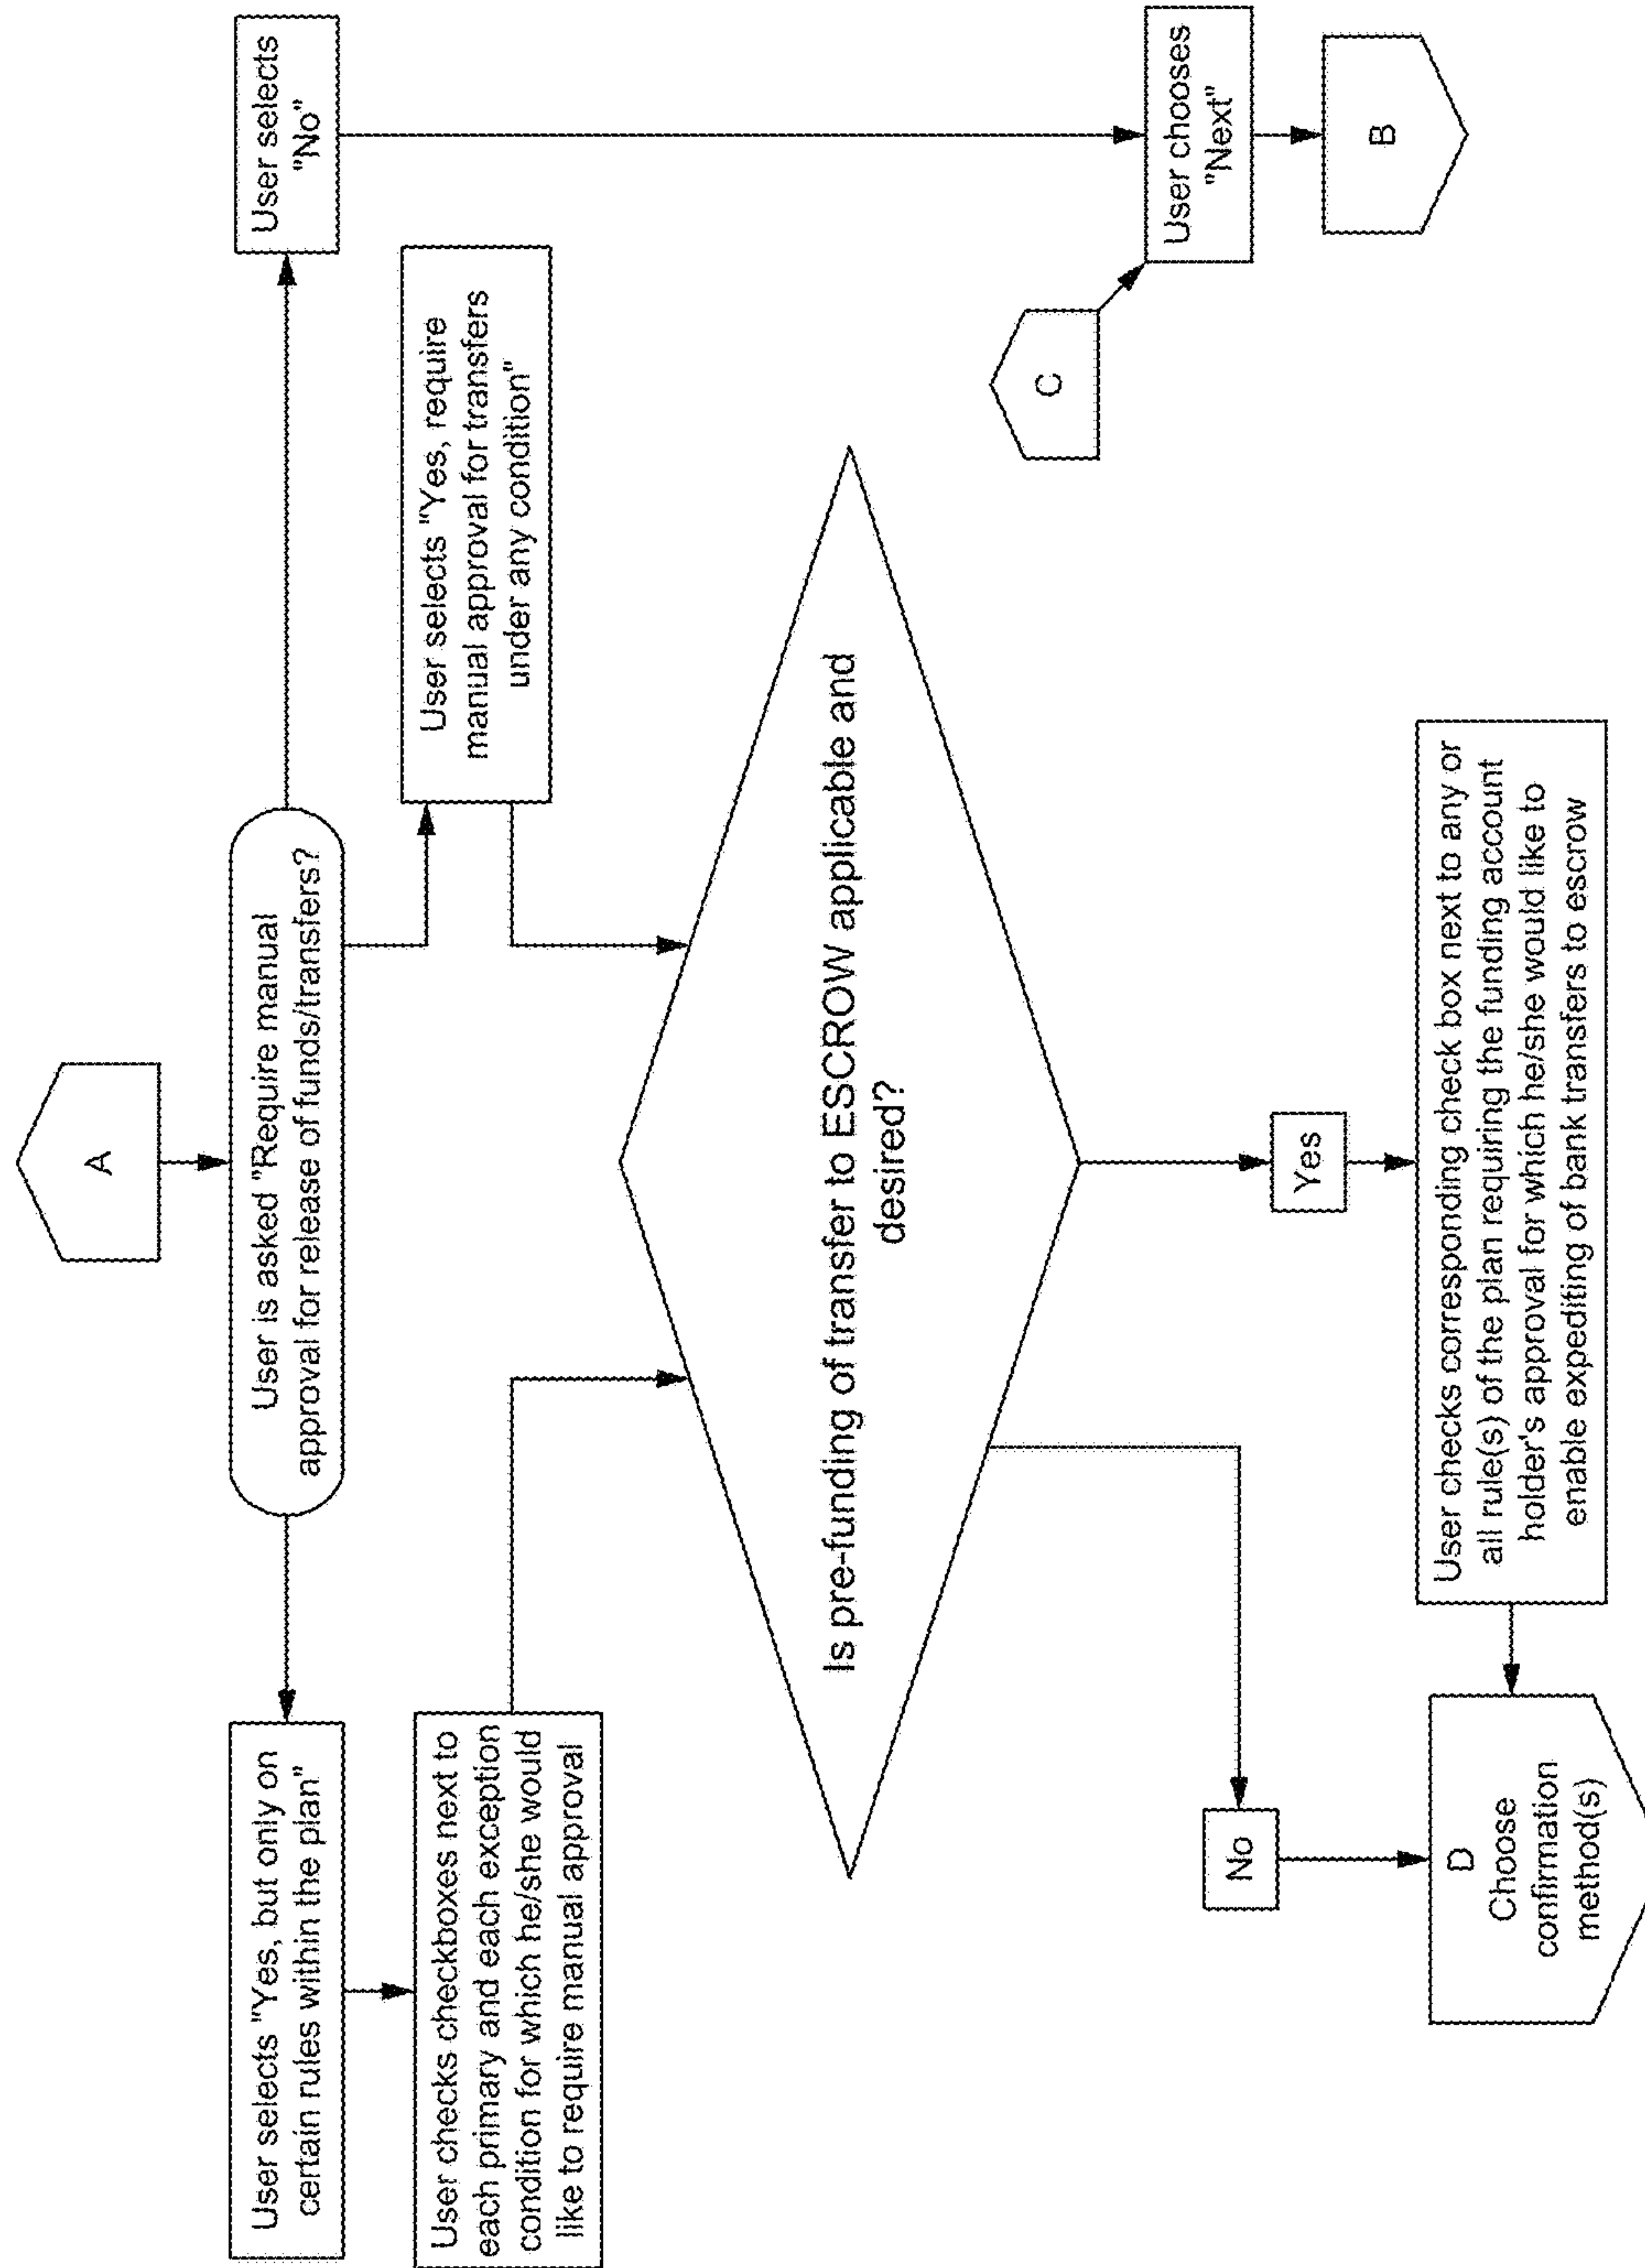 A
User is asked "Require manual
approval for release of funds/transfers?
User selects "Yes, but only on
certain rules within the plan"
User selects
"No"
User checks checkboxes next to
each primary and each exception
condition for which he/she would
like to require manual approval
User selects "Yes, require
manual approval for transfers
under any condition"
Is pre-funding of transfer to ESCROW applicable and
desired?
C
User chooses
"Next"
B
No
Yes
D
Choose
confirmation
method(s)
User checks corresponding check box next to any or
all rule(s) of the plan requiring the funding account
holder's approval for which he/she would like to
enable expediting of bank transfers to escrow